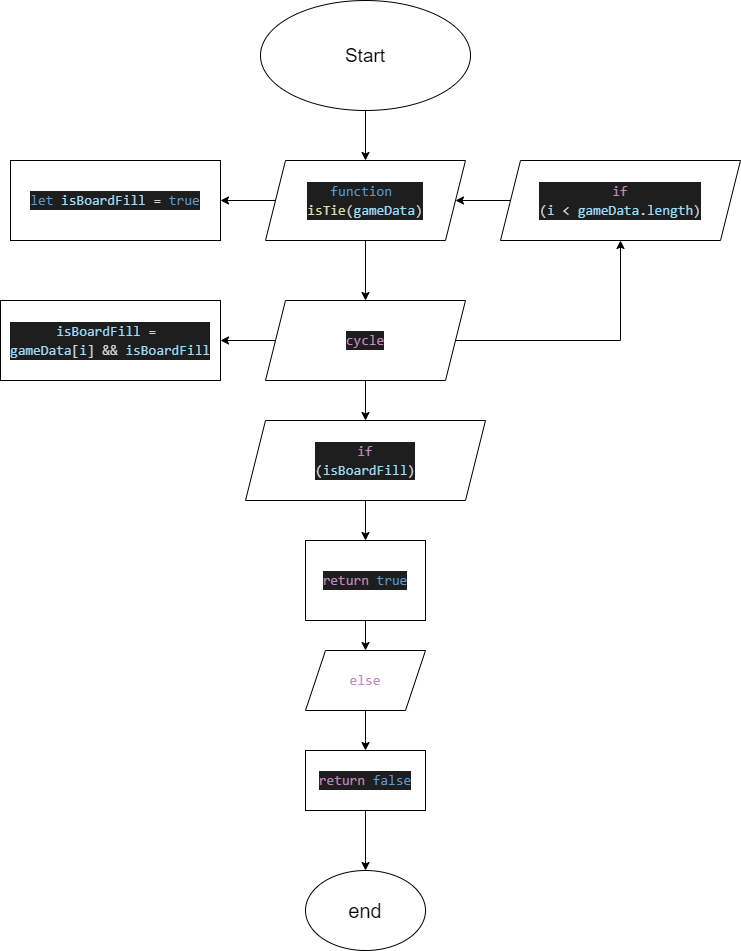 Start
let isBoardFill = true
function
isTie(gameData)
if
(i < gameData.length)
isBoardFill =
gameData[i] && isBoardFill
cycle
if
(isBoardFill)
return true
else
return false
end